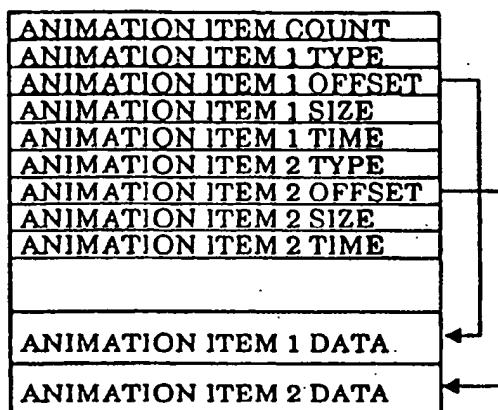 ANIMATION ITEM COUNT
ANIMATION ITEM 1 TYPE
ANIMATION ITEM 1 OFFSET
ANIMATION ITEM 1 SIZE
ANIMATION ITEM 1 TIME
ANIMATION ITEM 2 TYPE
ANIMATION ITEM 2 OFFSET
ANIMATION ITEM 2 SIZE
ANIMATION ITEM 2 TIME
ANIMATION ITEM 1 DATA
ANIMATION ITEM 2 DATA